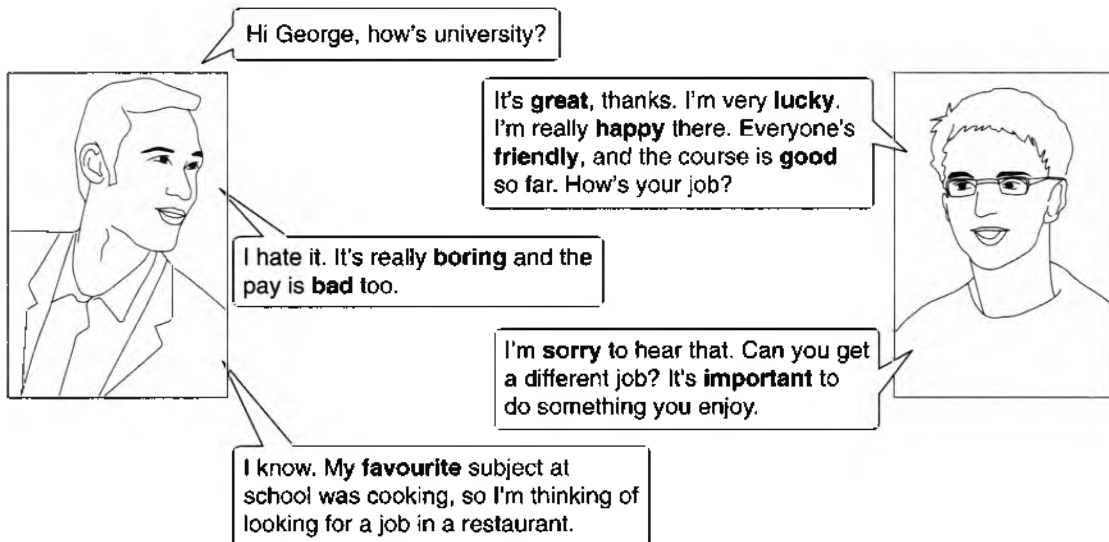 Hi George, how's university?
It's great, thanks. I'm very lucky.
I'm really happy there. Everyone's
friendly, and the course is good
so far. How's your job?
I hate it. It's really boring and the
pay is bad too.
I'm sorry to hear that. Can you get
a different job? It's important to
do something you enjoy.
I know. My favourite subject at
school was cooking, so I'm thinking of
looking for a job in a restaurant.